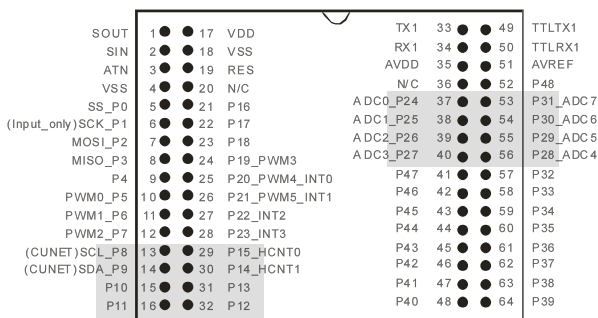 SOUT 1 17 VDD TX1 33 49 TTLTX1
SIN 2 18 VSS RX1 34 50 TTLRX1
ATN 3 19 RES AVDD 35 51 AVREF
VSS 4 20 N/C N/C 36 52 P48
SS_P0 5 21 P16 ADC0_P24 37 53 P31_ADC7
(Input_only)SCK_P1 6 22 P17 ADC1_P25 38 54 P30_ADC6
MOSI_P2 7 23 P18 ADC2_P26 39 55 P29_ADC5
MISO_P3 8 24 P19_PWM3 ADC3_P27 40 56 P28_ADC4
P4 9 25 P20_PWM4_INT0 P47 41 57 P32
PWM0_P5 10 26 P21_PWM5_INT1 P46 42 58 P33
PWM1_P6 11 27 P22_INT2 P45 43 59 P34
PWM2_P7 12 28 P23_INT3 P44 44 60 P35
(CUNET)SCL_P8 13 29 P15_HCNT0 P43 45 61 P36
(CUNET)SDA_P9 14 30 P14_HCNT1 P42 46 62 P37
P10 15 31 P13 P41 47 63 P38
P11 16 32 P12 P40 48 64 P39